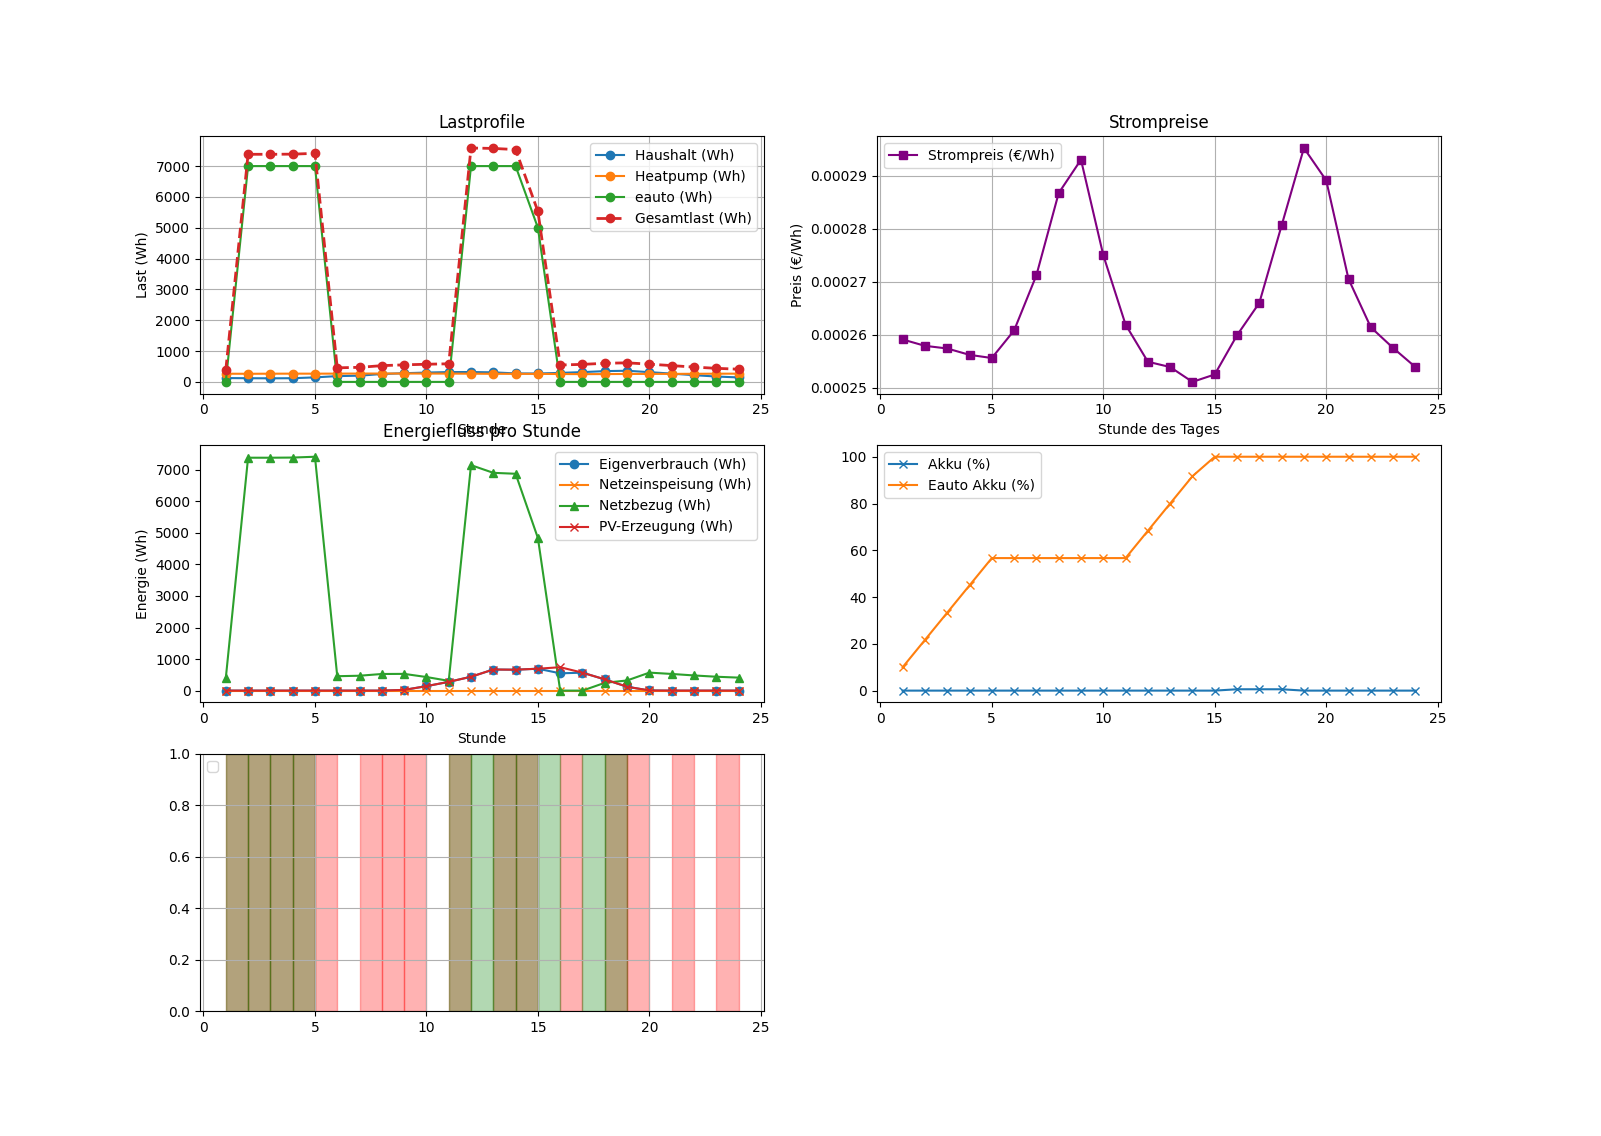 Lastprofile
Last (Wh)
7000
6000
5000
4000
3000
2000
1000
0
Haushalt (Wh)
Heatpump (Wh)
eauto (Wh)
Gesamtlast (Wh)
0 5 10 15 20 25
Stunde
Strompreise
Preis (€/Wh)
0.00029
0.00028
0.00027
0.00026
0.00025
Strompreis (€/Wh)
0 5 10 15 20 25
Stunde des Tages
Energiefluss pro Stunde
Energie (Wh)
7000
6000
5000
4000
3000
2000
1000
0
Eigenverbrauch (Wh)
Netzeinspeisung (Wh)
Netzbezug (Wh)
PV-Erzeugung (Wh)
0 5 10 15 20 25
Stunde
100
80
60
40
20
0
Akku (%)
Eauto Akku (%)
0 5 10 15 20 25
1.0
0.8
0.6
0.4
0.2
0.0
0 5 10 15 20 25